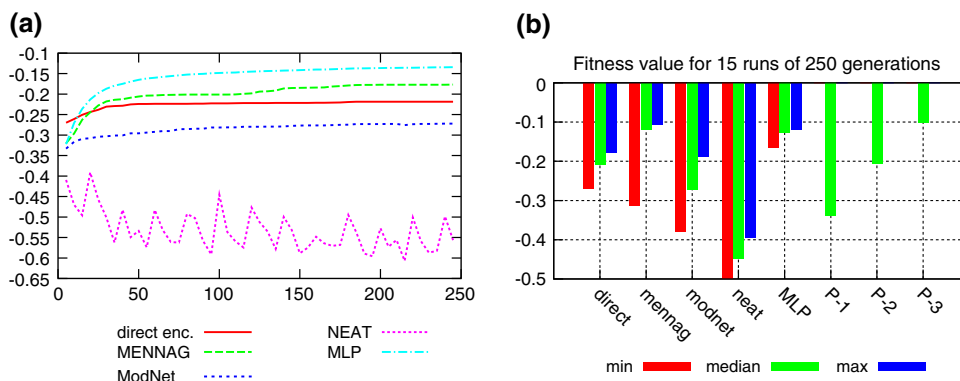 (a)
-0.1
-0.15
-0.2
-0.25
-0.3
-0.35
-0.4
-0.45
-0.5
-0.55
-0.6
-0.65
0 50 100 150 200 250
direct enc.
MENNAG
ModNet
NEAT
MLP
(b)
Fitness value for 15 runs of 250 generations
0
-0.1
-0.2
-0.3
-0.4
-0.5
direct mennag modnet neat MLP P-1 P-2 P-3
min median max